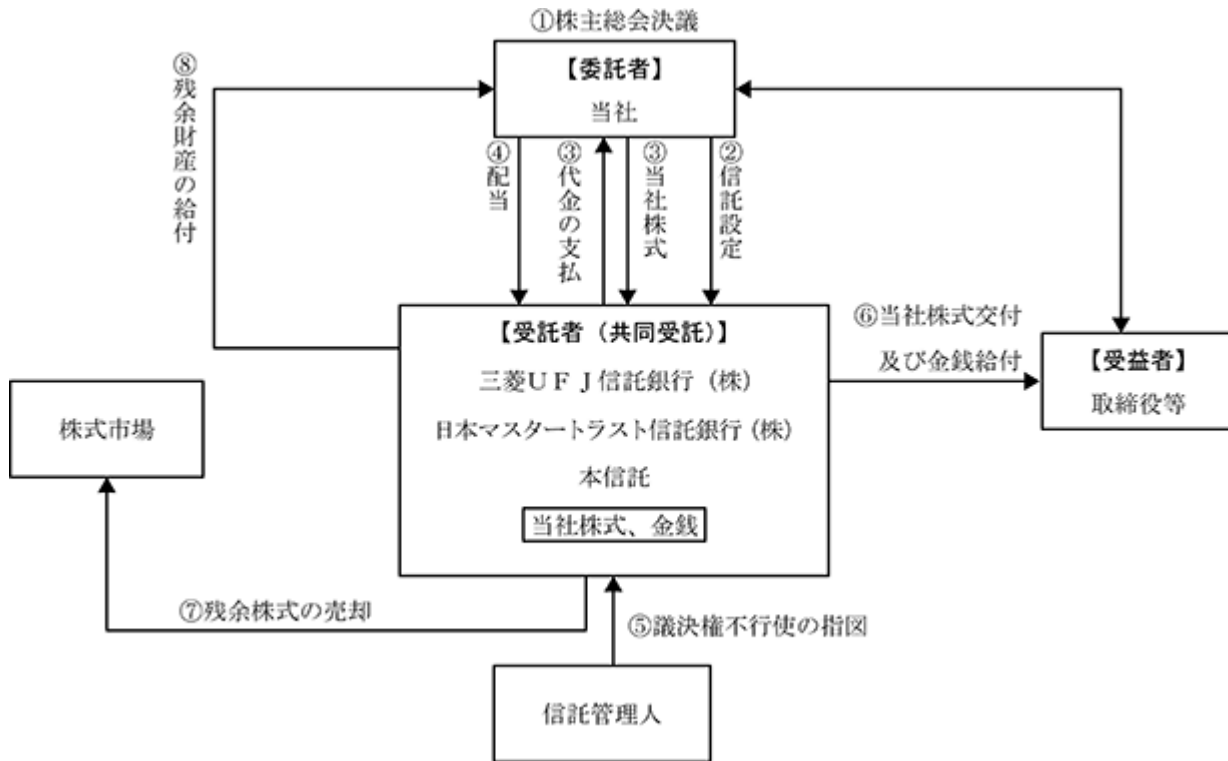 ①株主総会決議
【委託者】
当社
⑧残余財産の給付
④配当
③代金の支払
③当社株式
②信託設定
【受託者（共同受託）】
三菱ＵＦＪ信託銀行（株）
日本マスタートラスト信託銀行（株）
本信託
当社株式、金銭
⑥当社株式交付
及び金銭給付
【受益者】
取締役等
株式市場
⑦残余株式の売却
⑤議決権不行使の指図
信託管理人